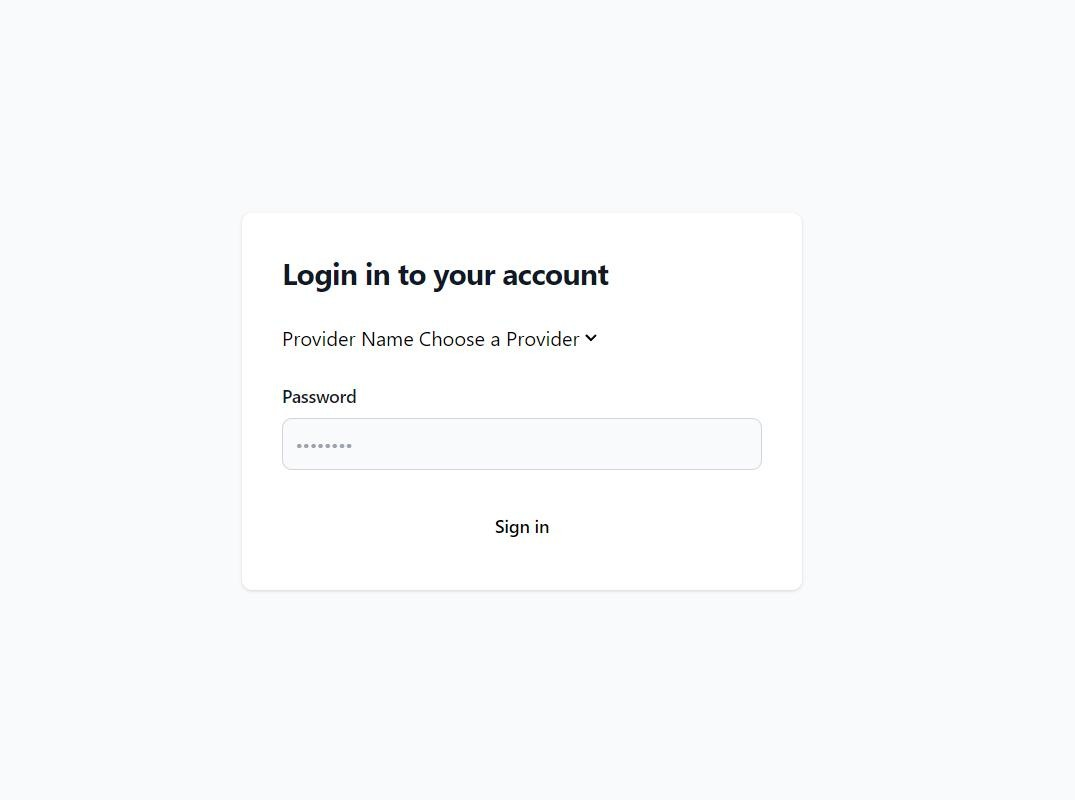 Login in to your account
Provider Name Choose a Provider
Password
••••••••
Sign in